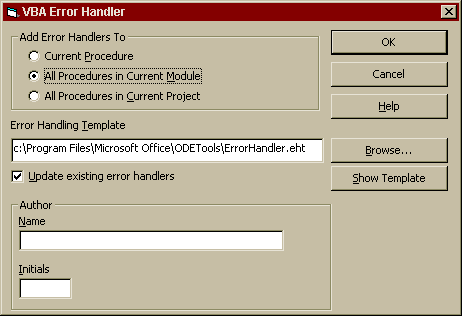 VBA Error Handler
Add Error Handlers To
Current Procedure
All Procedures in Current Module
All Procedures in Current Project
OK
Cancel
Help
Error Handling Template
c:\Program Files\Microsoft Office\ODETools\ErrorHandler.eht
Browse...
Update existing error handlers
Show Template
Author
Name
Initials